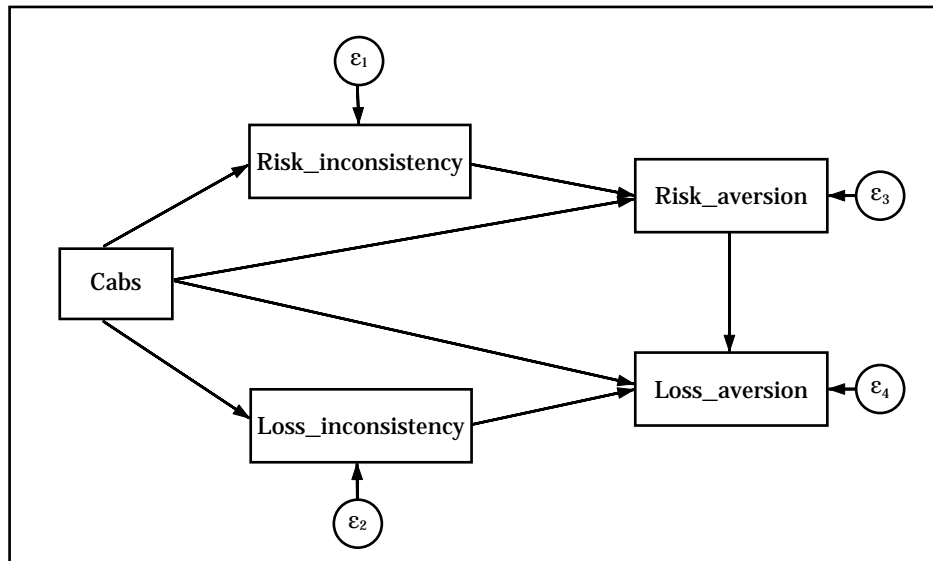 ε₁
Risk_inconsistency
Risk_aversion
ε₃
Cabs
Loss_aversion
ε₄
Loss_inconsistency
ε₂